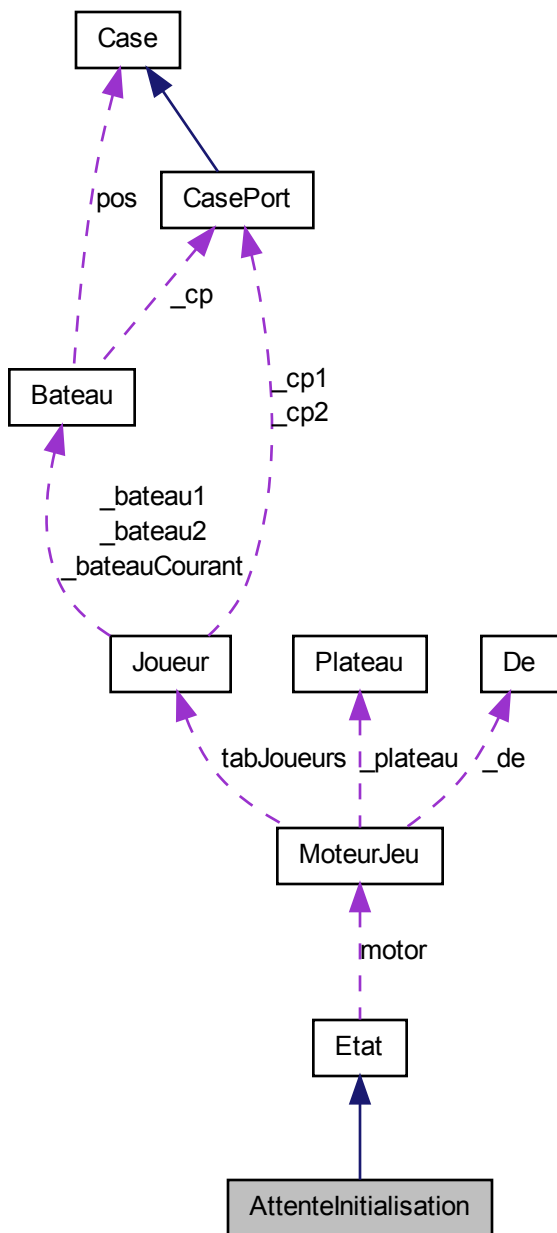 Case
pos
CasePort
_cp
Bateau
_cp1
_cp2
_bateau1
_bateau2
_bateauCourant
Joueur
Plateau
De
tabJoueurs
_plateau
_de
MoteurJeu
motor
Etat
AttenteInitialisation